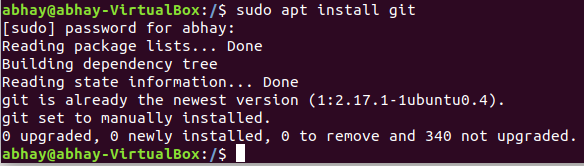 abhay@abhay-VirtualBox:/$ sudo apt install git
[sudo] password for abhay:
Reading package lists... Done
Building dependency tree
Reading state information... Done
git is already the newest version (1:2.17.1-1ubuntu0.4).
git set to manually installed.
0 upgraded, 0 newly installed, 0 to remove and 340 not upgraded.
abhay@abhay-VirtualBox:/$